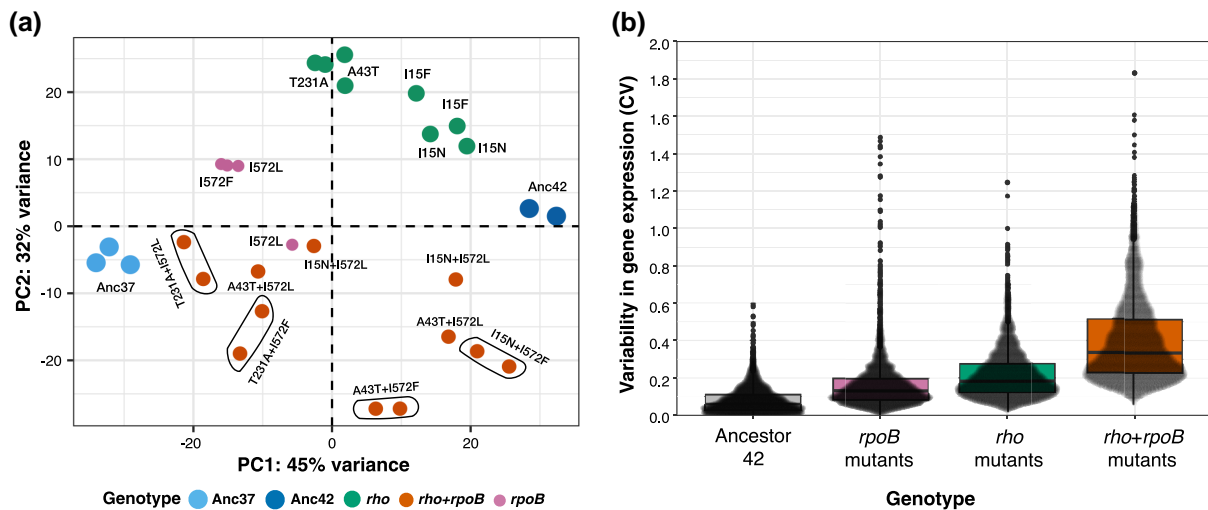 (a)
PC2: 32% variance
20
10
0
-10
-20
-20
0
20
PC1: 45% variance
T231A
A43T
I15F
I15F
I15N
I15N
I572L
I572F
Anc42
T231A+I572L
I572L
I15N+I572L
I15N+I572L
Anc37
A43T+I572L
A43T+I572L
I15N+I572F
T231A+I572F
A43T+I572F
Genotype Anc37 Anc42 rho rho+rpoB rpoB
(b)
Variability in gene expression (CV)
2.0
1.8
1.6
1.4
1.2
1.0
0.8
0.6
0.4
0.2
0.0
Ancestor
42
rpoB
mutants
rho
mutants
rho+rpoB
mutants
Genotype